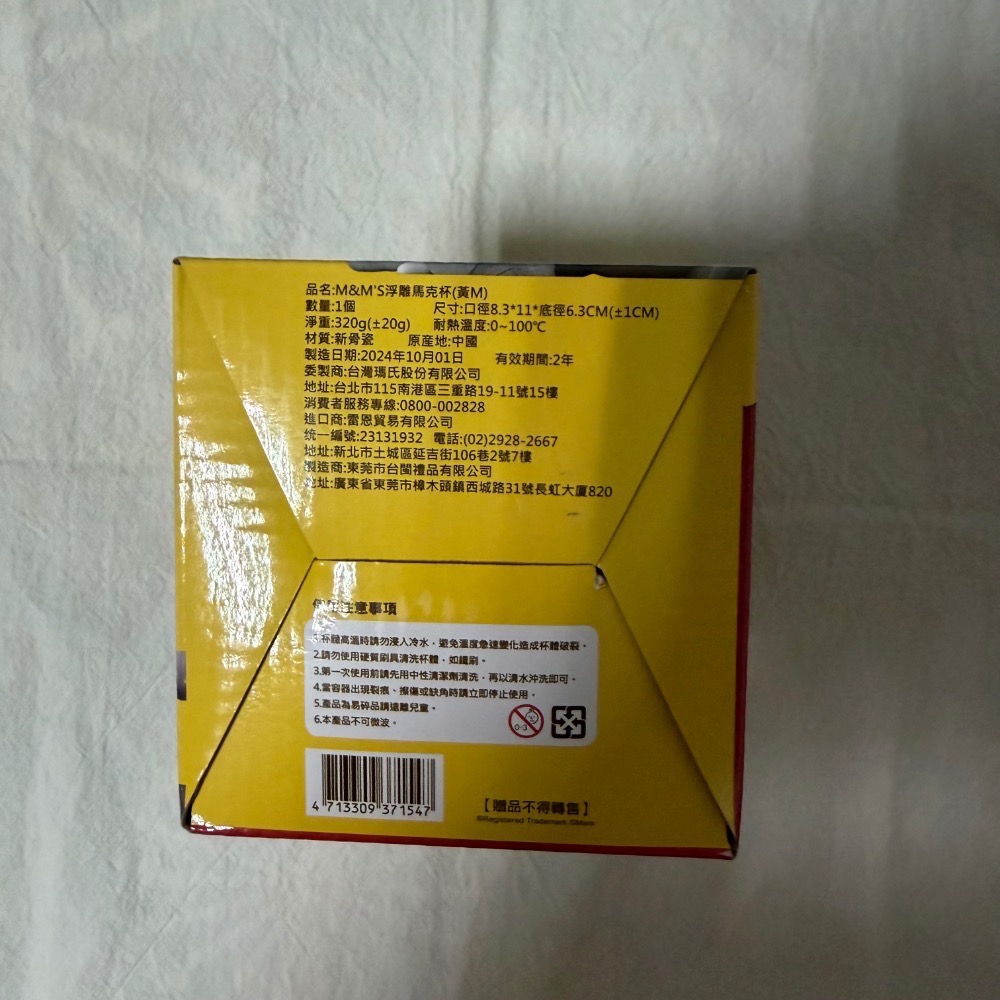 品名:M&M'S浮雕馬克杯(黃M)
數量:1個 尺寸:口徑8.3*11*底徑6.3CM(±1CM)
淨重:320g(±20g) 耐熱溫度:0~100℃
材質:新骨瓷 原産地:中國
製造日期:2024年10月01日 有效期間:2年
委製商:台灣瑪氏股份有限公司
地址:台北市115南港區三重路19-11號15樓
消費者服務專線:0800-002828
進口商:雷恩貿易有限公司
统一編號:23131932 電話:(02)2928-2667
地址:新北市土城區延吉街106巷2號7樓
製造商:東莞市台閩禮品有限公司
地址:廣東省東莞市樟木頭鎮西城路31號長虹大廈820
注意事項
1.杯體高溫時請勿浸入冷水，避免溫度急速變化造成杯體破裂。
2.請勿使用硬質刷具清洗杯體，如鐵刷。
3.第一次使用前請先用中性清潔劑清洗，再以清水沖洗即可。
4.當容器出現裂痕、擦傷或缺角時請立即停止使用。
5.產品為易碎品請遠離兒童。
6.本產品不可微波。
0-3
4 713309 371547
【贈品不得轉售】
©Registered Trademark ©Mars